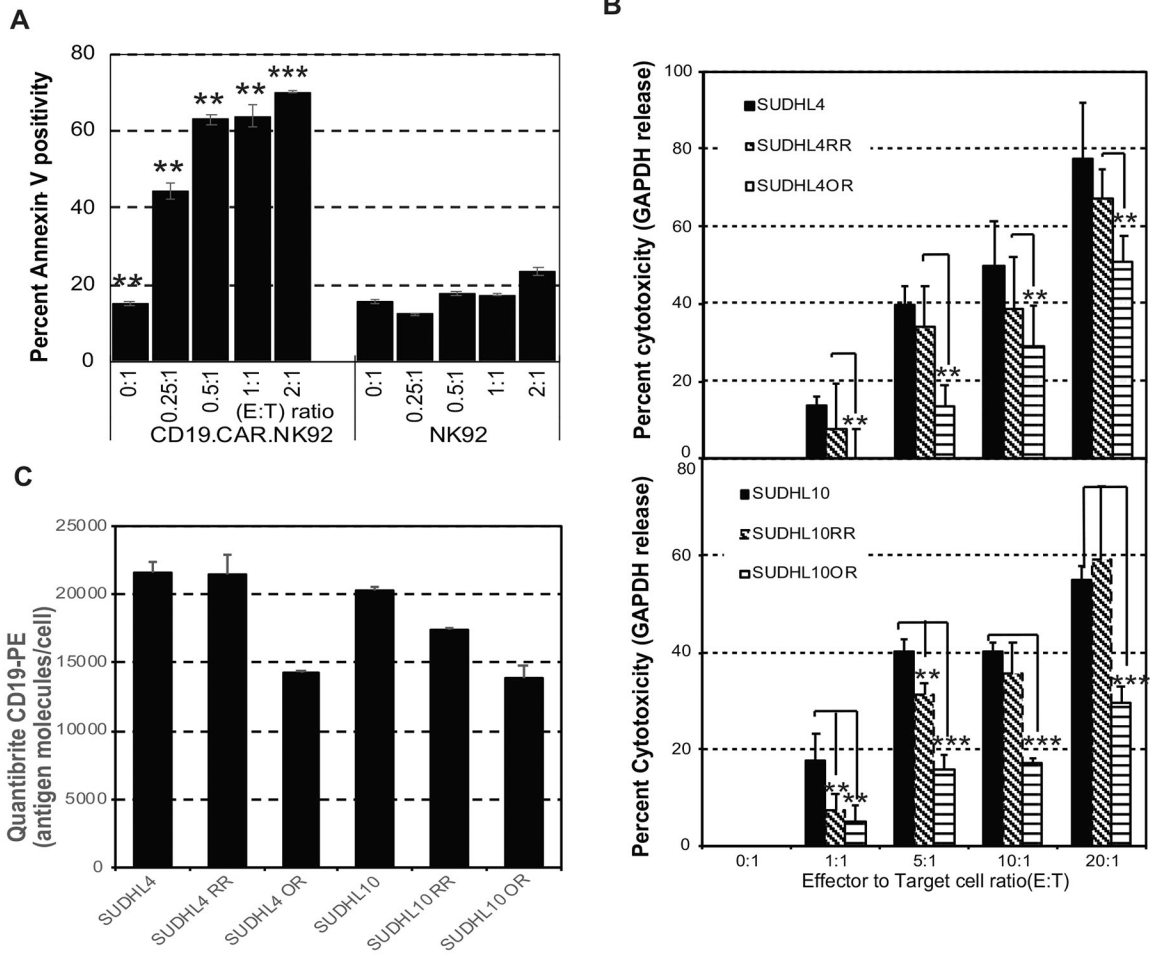 A
Percent Annexin V positivity
80
60
40
20
0
**
**
**
**
***
0:1
0.25:1
0.5:1
1:1
2:1
0:1
0.25:1
0.5:1
1:1
2:1
(E:T) ratio
CD19.CAR.NK92
NK92
B
Percent cytotoxicity (GAPDH release)
100
80
60
40
20
0
SUDHL4
SUDHL4RR
SUDHL4OR
**
**
**
**
Percent Cytotoxicity (GAPDH release)
80
60
40
20
0
SUDHL10
SUDHL10RR
SUDHL10OR
**
**
**
***
***
***
0:1
1:1
5:1
10:1
20:1
Effector to Target cell ratio(E:T)
C
Quantibrite CD19-PE
(antigen molecules/cell)
25000
20000
15000
10000
5000
0
SUDHL4
SUDHL4 RR
SUDHL4 OR
SUDHL10
SUDHL10 RR
SUDHL10 OR